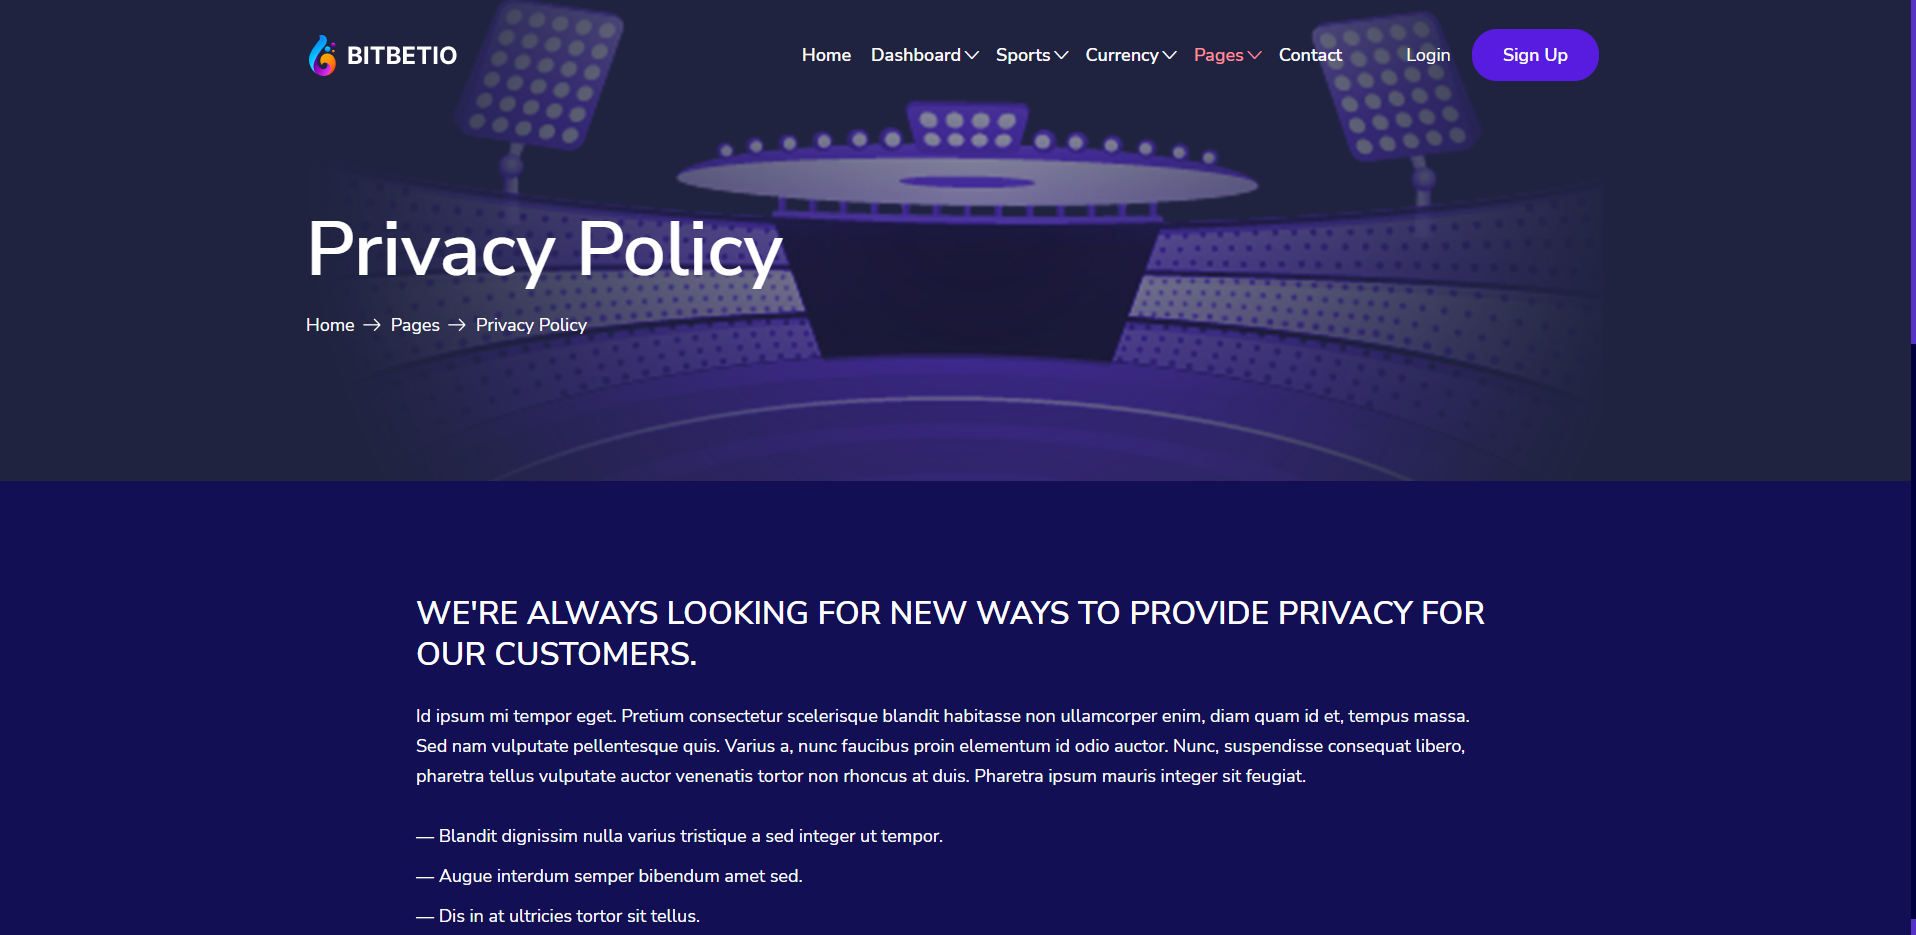 BITBETIO
Home Dashboard Sports Currency Pages Contact Login Sign Up
Privacy Policy
Home → Pages → Privacy Policy
WE'RE ALWAYS LOOKING FOR NEW WAYS TO PROVIDE PRIVACY FOR
OUR CUSTOMERS.
Id ipsum mi tempor eget. Pretium consectetur scelerisque blandit habitasse non ullamcorper enim, diam quam id et, tempus massa.
Sed nam vulputate pellentesque quis. Varius a, nunc faucibus proin elementum id odio auctor. Nunc, suspendisse consequat libero,
pharetra tellus vulputate auctor venenatis tortor non rhoncus at duis. Pharetra ipsum mauris integer sit feugiat.
— Blandit dignissim nulla varius tristique a sed integer ut tempor.
— Augue interdum semper bibendum amet sed.
— Dis in at ultricies tortor sit tellus.